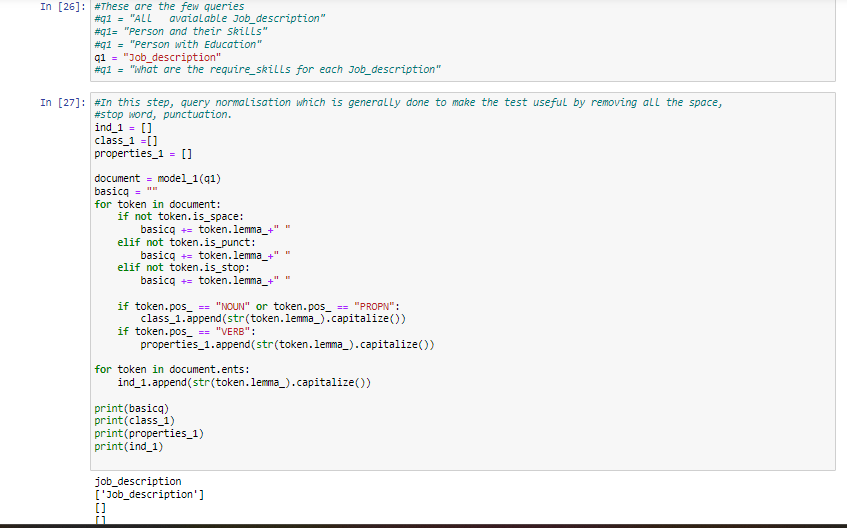 In [26]: #These are the few queries
#q1 = "All   avaialable Job_description"
#q1= "Person and their Skills"
#q1 = "Person with Education"
q1 = "Job_description"
#q1 = "What are the require_skills for each Job_description"
In [27]: #In this step, query normalisation which is generally done to make the test useful by removing all the space,
#stop word, punctuation.
ind_1 = []
class_1 =[]
properties_1 = []
document = model_1(q1)
basicq = ""
for token in document:
    if not token.is_space:
        basicq += token.lemma_+" "
    elif not token.is_punct:
        basicq += token.lemma_+" "
    elif not token.is_stop:
        basicq += token.lemma_+" "
    if token.pos_ == "NOUN" or token.pos_ == "PROPN":
        class_1.append(str(token.lemma_).capitalize())
    if token.pos_ == "VERB":
        properties_1.append(str(token.lemma_).capitalize())
for token in document.ents:
    ind_1.append(str(token.lemma_).capitalize())
print(basicq)
print(class_1)
print(properties_1)
print(ind_1)
job_description
['Job_description']
[]
[]